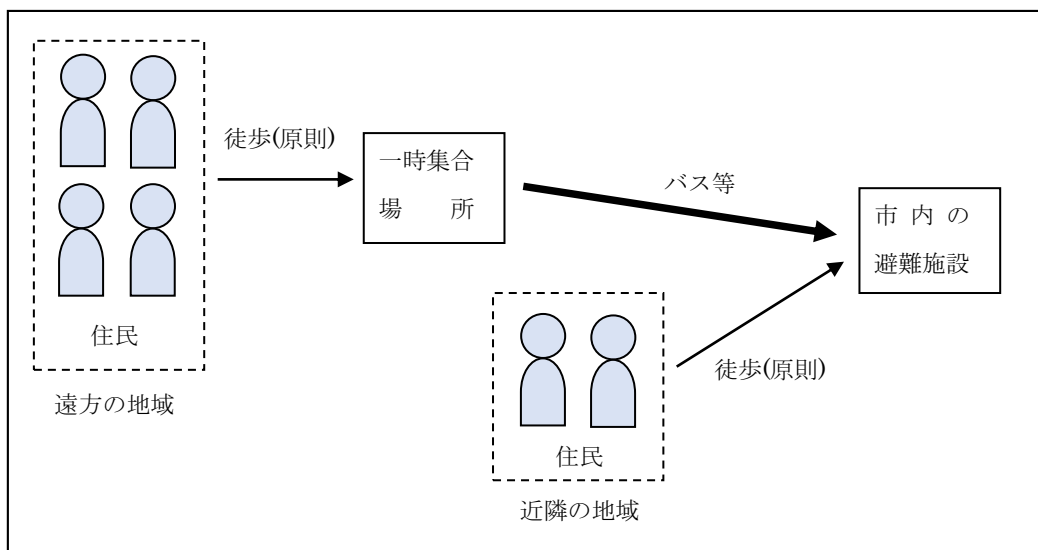 徒歩(原則)
一時集合
場　所
バス等
市内の
避難施設
住民
遠方の地域
徒歩(原則)
住民
近隣の地域